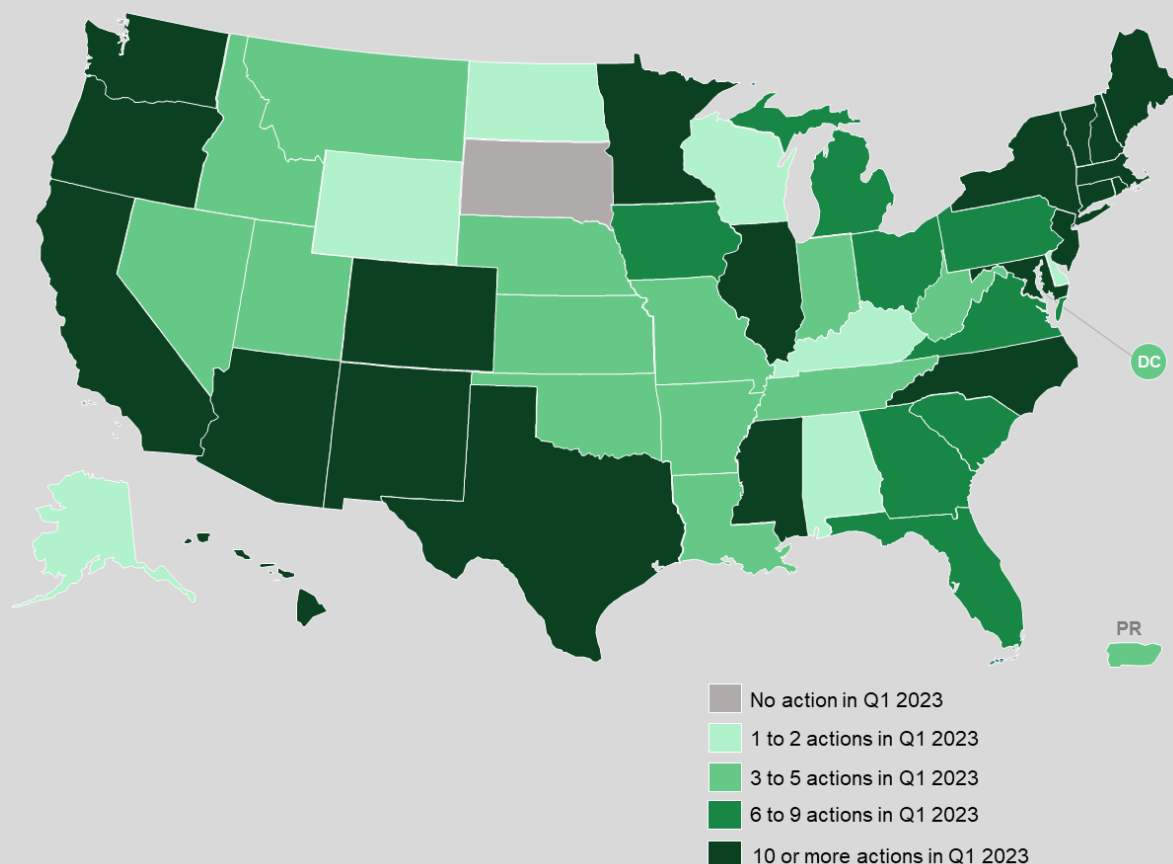 DC
PR
No action in Q1 2023
1 to 2 actions in Q1 2023
3 to 5 actions in Q1 2023
6 to 9 actions in Q1 2023
10 or more actions in Q1 2023